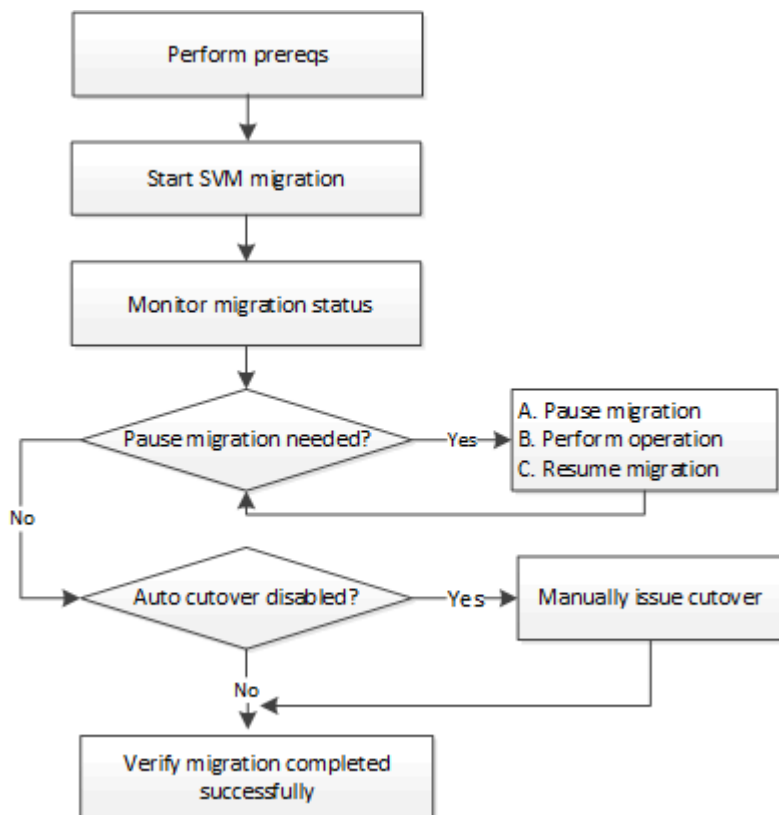 Perform prereqs
Start SVM migration
Monitor migration status
Pause migration needed?
Yes
A. Pause migration
B. Perform operation
C. Resume migration
No
Auto cutover disabled?
Yes
Manually issue cutover
No
Verify migration completed
successfully